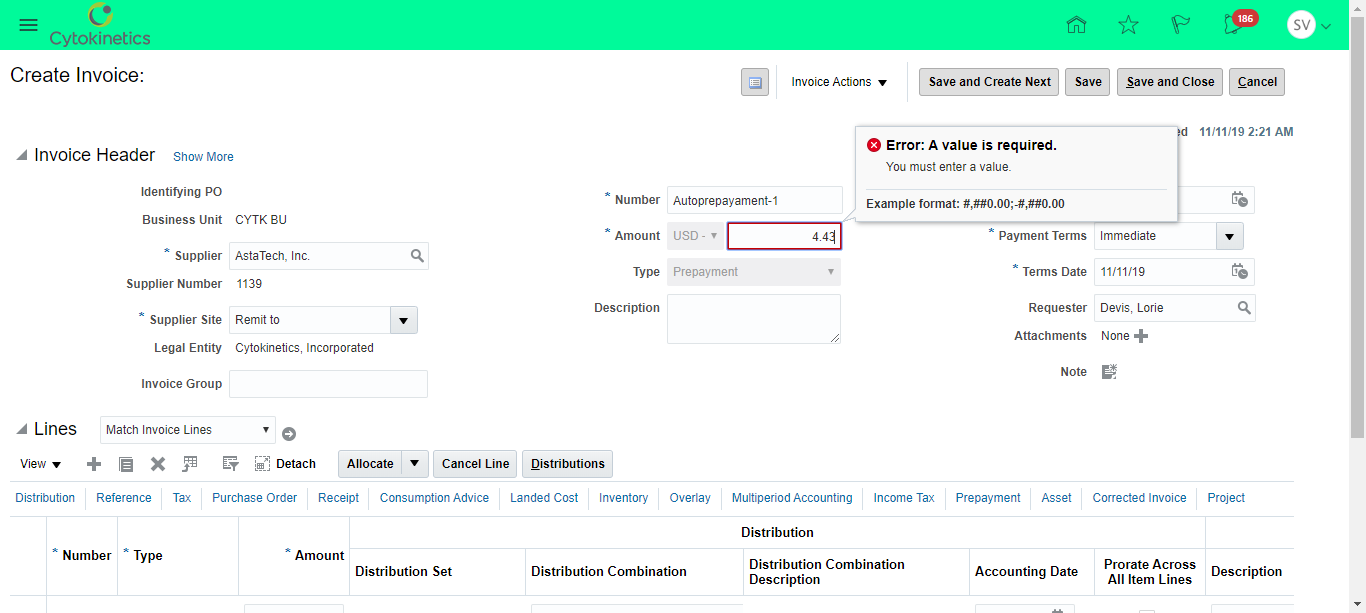 Cytokinetics
186
SV
Create Invoice:
Invoice Actions
Save and Create Next
Save
Save and Close
Cancel
11/11/19 2:21 AM
Error: A value is required.
You must enter a value.
Example format: #,##0.00;-#,##0.00
Invoice Header Show More
Identifying PO
Business Unit CYTK BU
* Supplier AstaTech, Inc.
Supplier Number 1139
* Supplier Site Remit to
Legal Entity Cytokinetics, Incorporated
Invoice Group
* Number Autoprepayament-1
* Amount USD - 4.43
Type Prepayment
Description
* Payment Terms Immediate
* Terms Date 11/11/19
Requester Devis, Lorie
Attachments None
Note
Lines Match Invoice Lines
View Detach Allocate Cancel Line Distributions
Distribution Reference Tax Purchase Order Receipt Consumption Advice Landed Cost Inventory Overlay Multiperiod Accounting Income Tax Prepayment Asset Corrected Invoice Project
Distribution
* Number * Type * Amount
Distribution Set Distribution Combination Distribution Combination Description Accounting Date Prorate Across All Item Lines Description